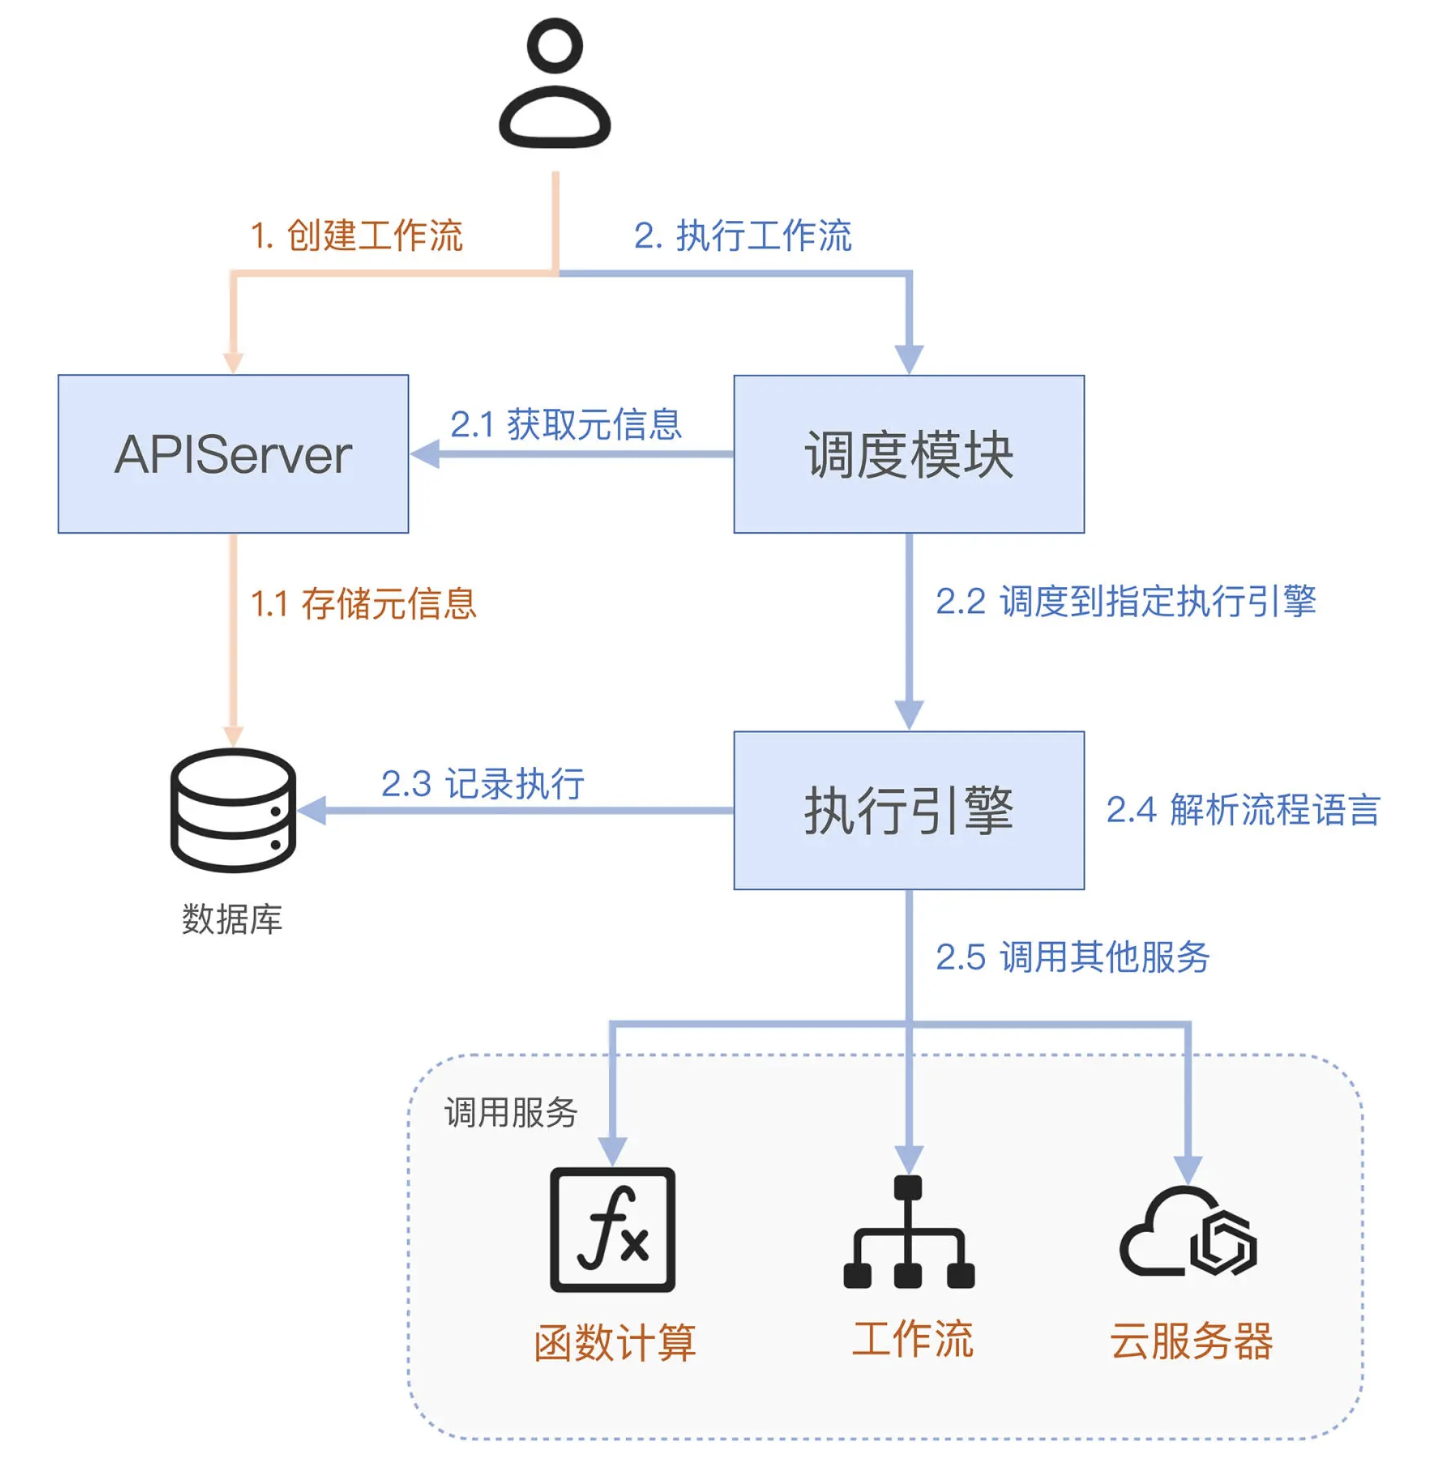 1. 创建工作流
2. 执行工作流
APIServer
2.1 获取元信息
调度模块
1.1 存储元信息
2.2 调度到指定执行引擎
2.3 记录执行
执行引擎
2.4 解析流程语言
数据库
2.5 调用其他服务
调用服务
fx
函数计算
工作流
云服务器